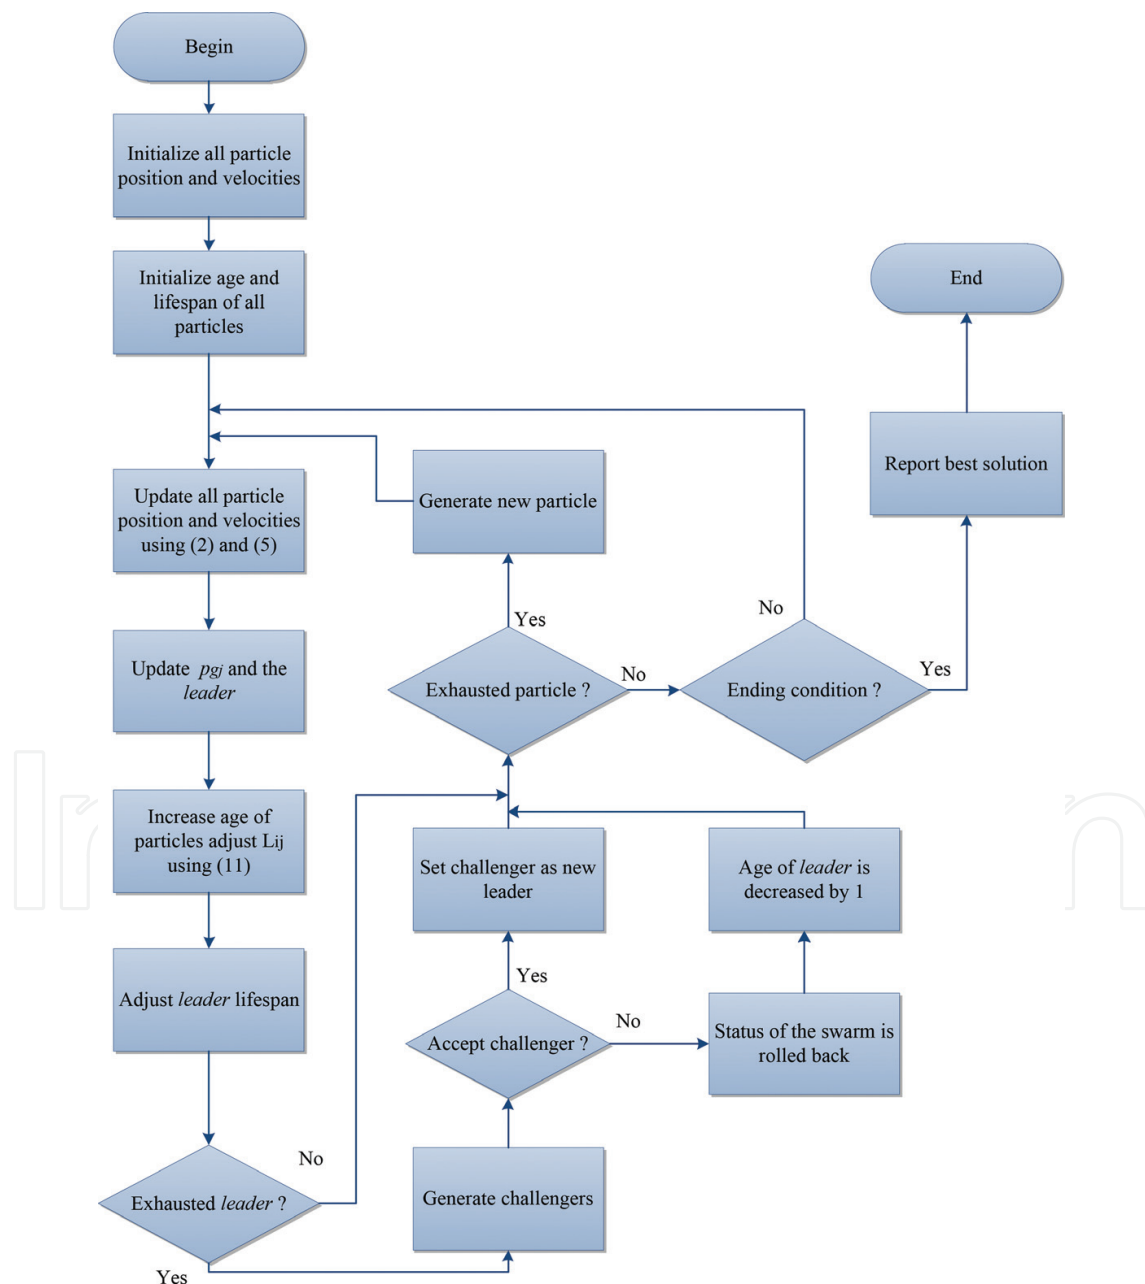 Begin
Initialize all particle
position and velocities
Initialize age and
lifespan of all
particles
Update all particle
position and velocities
using (2) and (5)
Update pgj and the
leader
Increase age of
particles adjust Lij
using (11)
Adjust leader lifespan
Exhausted leader ?
No
Yes
Generate challengers
Accept challenger ?
Yes
No
Set challenger as new
leader
Status of the swarm is
rolled back
Age of leader is
decreased by 1
Exhausted particle ?
Yes
No
Generate new particle
Ending condition ?
No
Yes
Report best solution
End